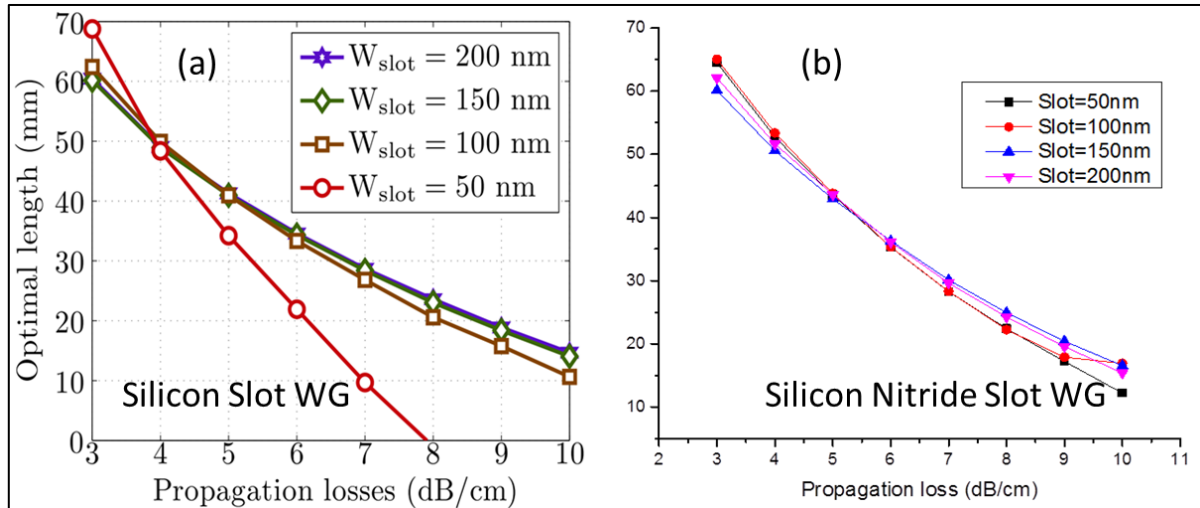 (a)
W_slot = 200 nm
W_slot = 150 nm
W_slot = 100 nm
W_slot = 50 nm
Silicon Slot WG
Optimal length (mm)
70
60
50
40
30
20
10
0
3 4 5 6 7 8 9 10
Propagation losses (dB/cm)
(b)
Slot=50nm
Slot=100nm
Slot=150nm
Slot=200nm
Silicon Nitride Slot WG
70
60
50
40
30
20
10
2 3 4 5 6 7 8 9 10 11
Propagation loss (dB/cm)